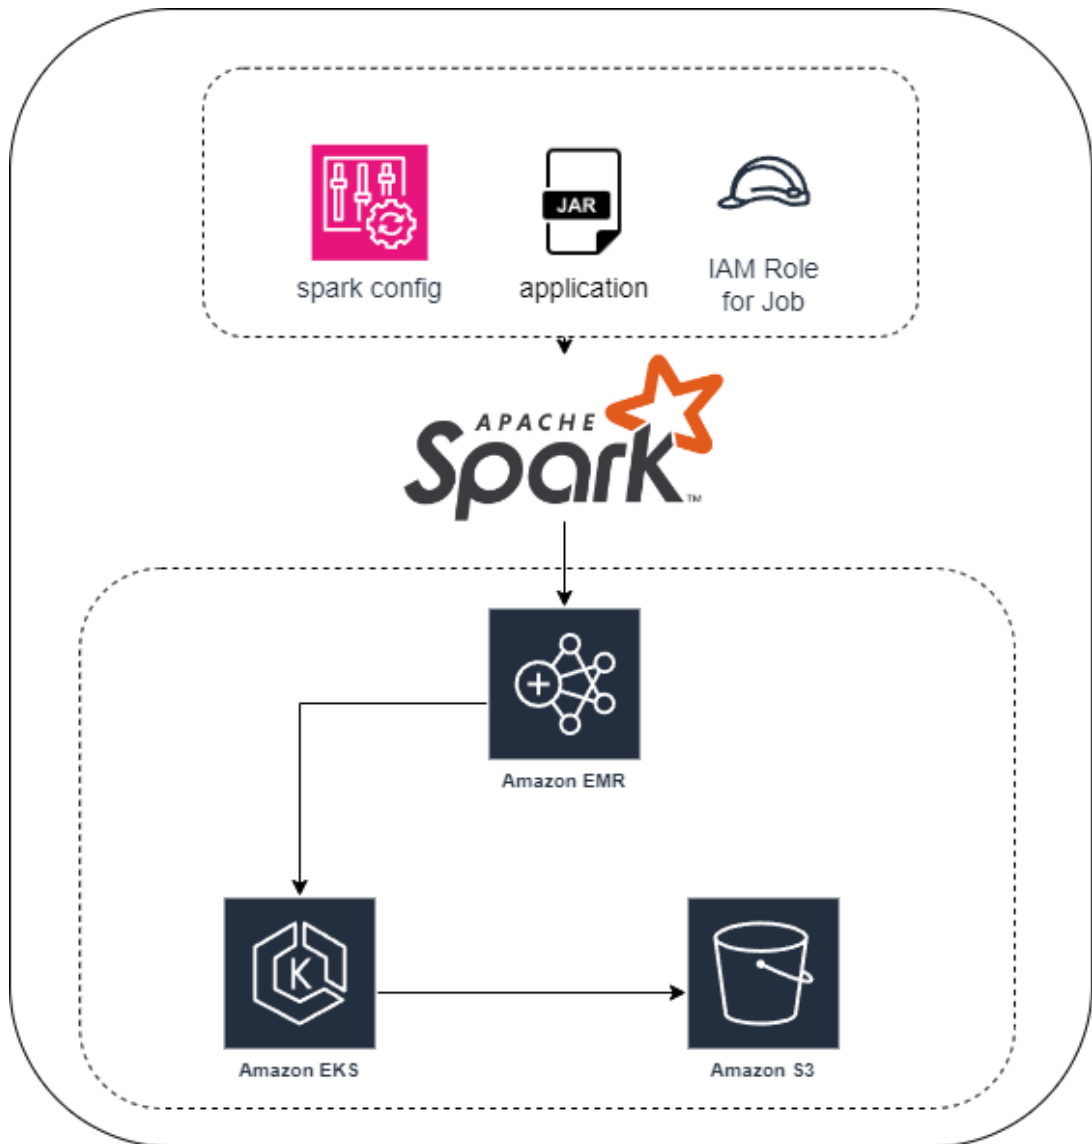 JAR
spark config
application
IAM Role
for Job
APACHE
Spark
TM
Amazon EMR
K
Amazon EKS
Amazon S3